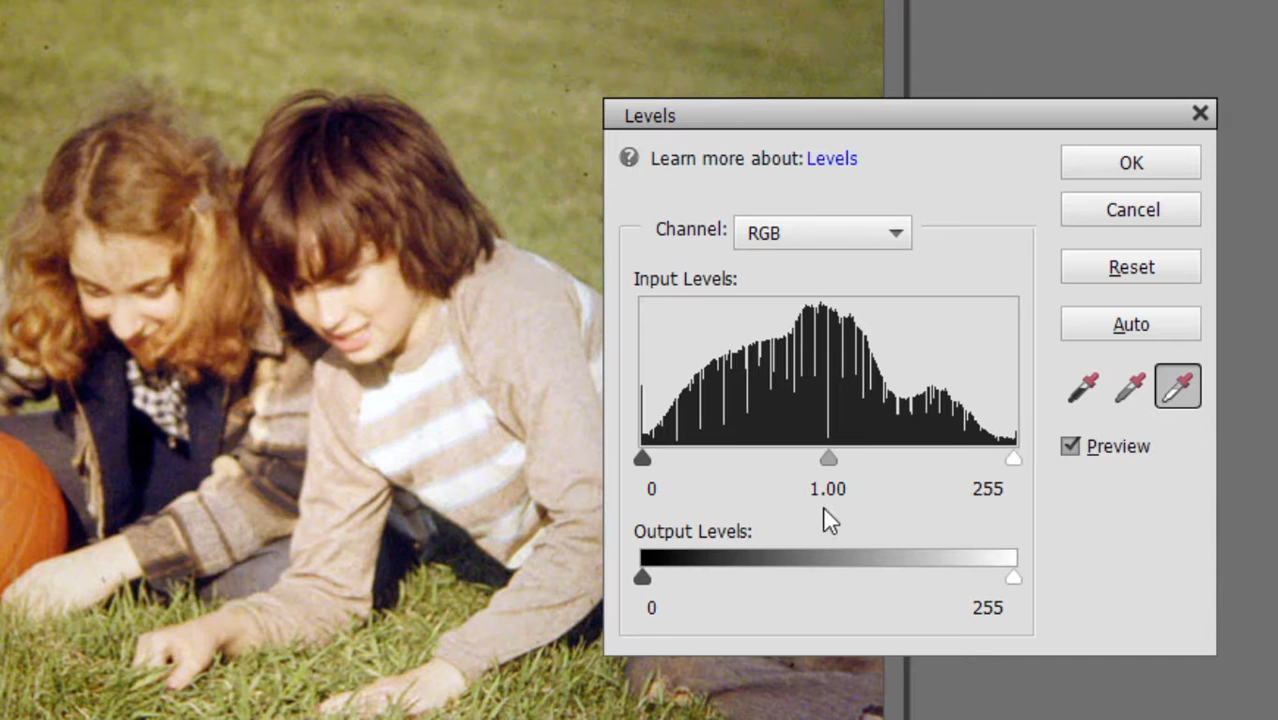 Levels
Learn more about: Levels
OK
Cancel
Channel: RGB
Reset
Input Levels:
Auto
Preview
0 1.00 255
Output Levels:
0 255